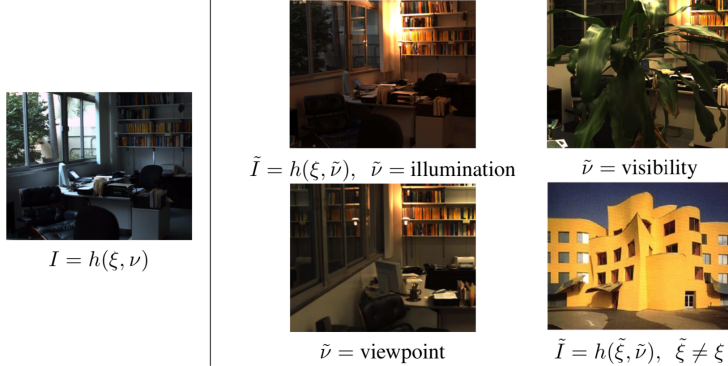 I = h(ξ, ν)
Ĩ = h(ξ, ν̃), ν̃ = illumination
ν̃ = visibility
ν̃ = viewpoint
Ĩ = h(ξ̃, ν̃), ξ̃ ≠ ξ